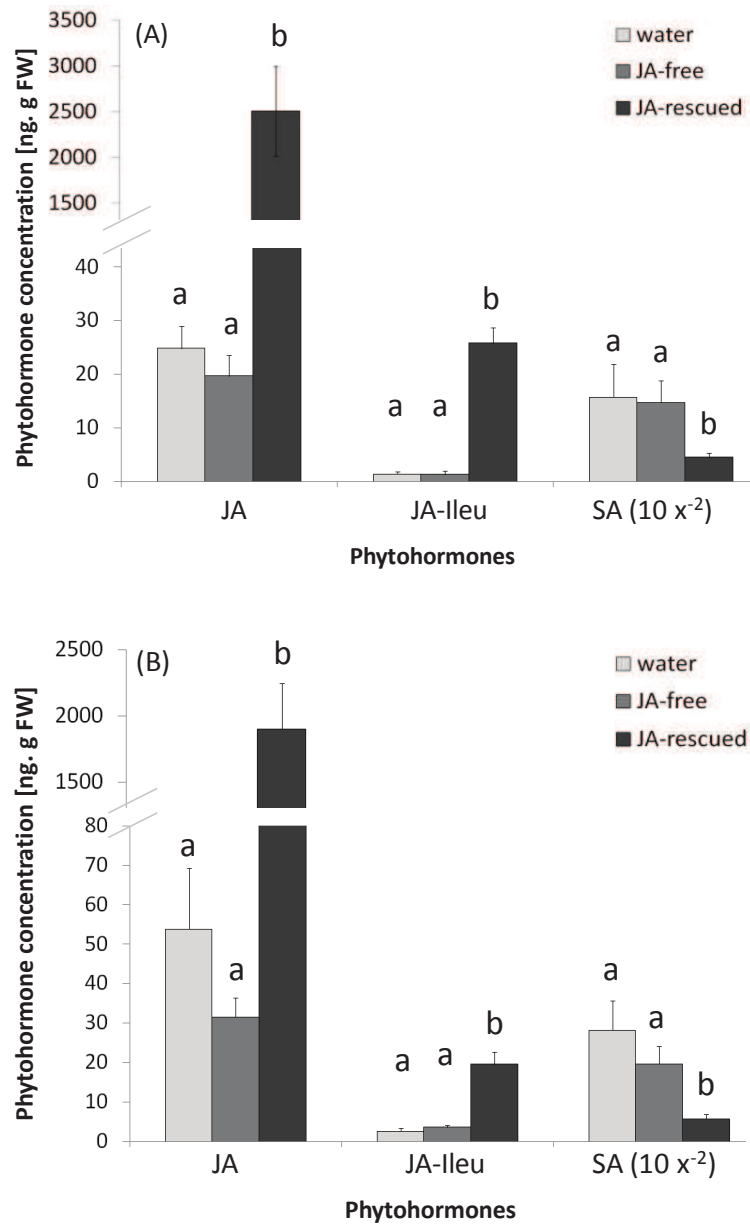 (A)
3500
3000
2500
2000
1500
40
30
20
10
0
Phytohormone concentration [ng. g FW]
b
a
a
a
a
b
a
a
b
water
JA-free
JA-rescued
JA
JA-Ileu
SA (10 x⁻²)
Phytohormones
(B)
2500
2000
1500
80
70
60
50
40
30
20
10
0
Phytohormone concentration [ng. g FW]
b
a
a
a
a
b
a
a
b
water
JA-free
JA-rescued
JA
JA-Ileu
SA (10 x⁻²)
Phytohormones